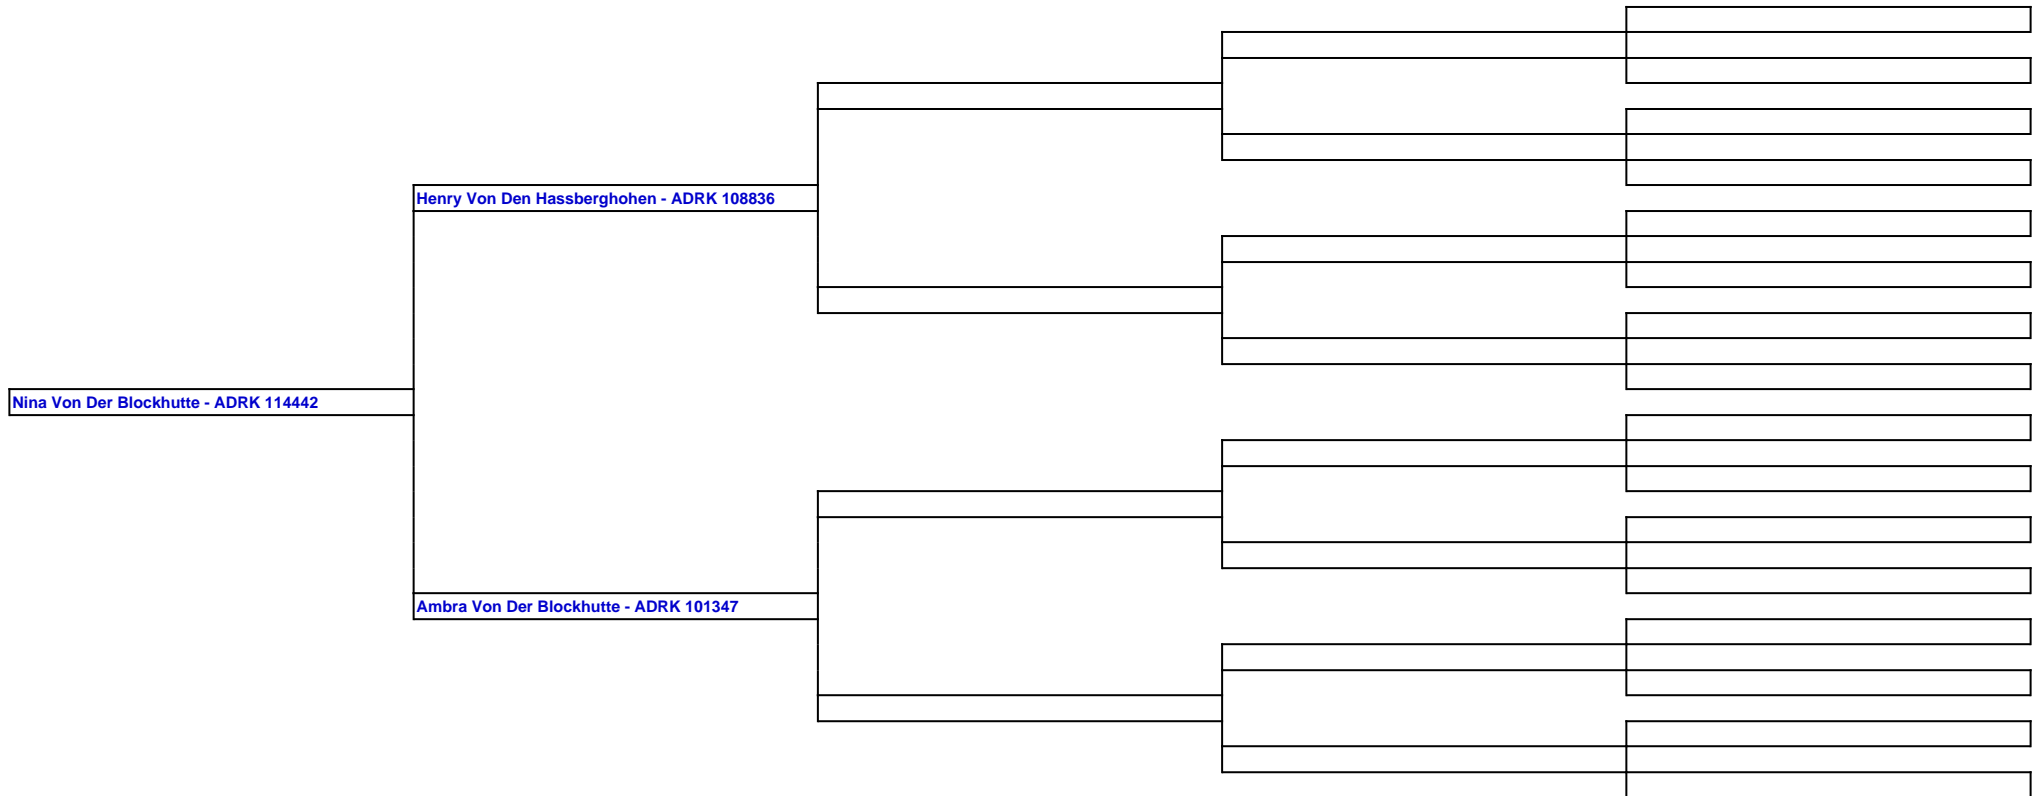 Henry Von Den Hassberghohen - ADRK 108836
Nina Von Der Blockhutte - ADRK 114442
Ambra Von Der Blockhutte - ADRK 101347